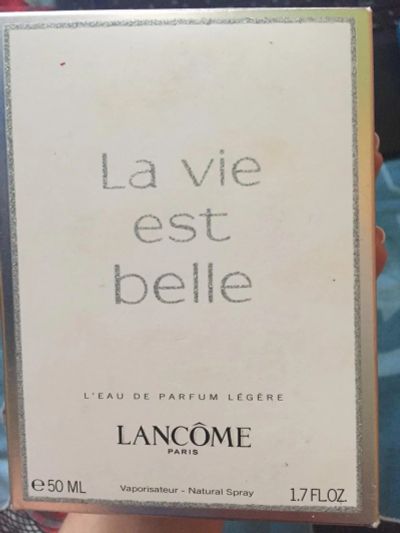 La vie
est
belle
L'EAU DE PARFUM LÉGÈRE
LANCÔME
PARIS
℮ 50 ML Vaporisateur - Natural Spray 1.7 FL.OZ.